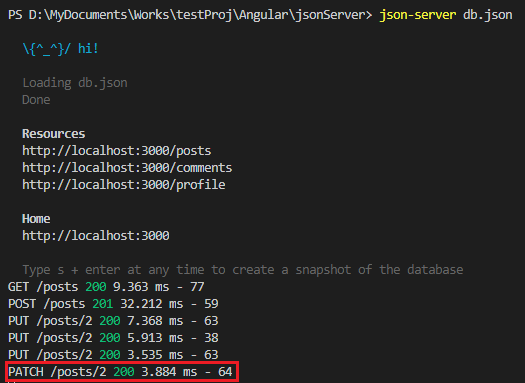 PS D:\MyDocuments\Works\testProj\Angular\jsonServer> json-server db.json
\{^_^}/ hi!
Loading db.json
Done
Resources
http://localhost:3000/posts
http://localhost:3000/comments
http://localhost:3000/profile
Home
http://localhost:3000
Type s + enter at any time to create a snapshot of the database
GET /posts 200 9.363 ms - 77
POST /posts 201 32.212 ms - 59
PUT /posts/2 200 7.368 ms - 63
PUT /posts/2 200 5.913 ms - 38
PUT /posts/2 200 3.535 ms - 63
PATCH /posts/2 200 3.884 ms - 64